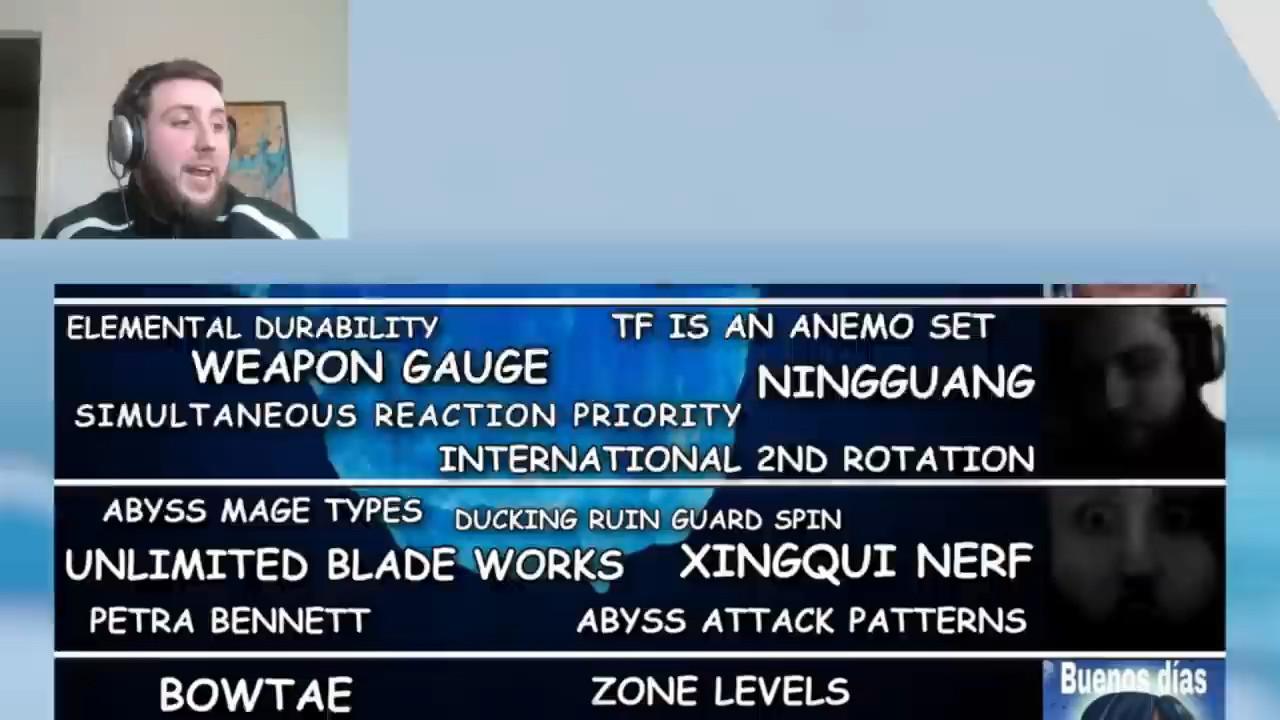 ELEMENTAL DURABILITY
TF IS AN ANEMO SET
WEAPON GAUGE
NINGGUANG
SIMULTANEOUS REACTION PRIORITY
INTERNATIONAL 2ND ROTATION
ABYSS MAGE TYPES
DUCKING RUIN GUARD SPIN
UNLIMITED BLADE WORKS
XINGQUI NERF
PETRA BENNETT
ABYSS ATTACK PATTERNS
BOWTAE
ZONE LEVELS
Buenos días